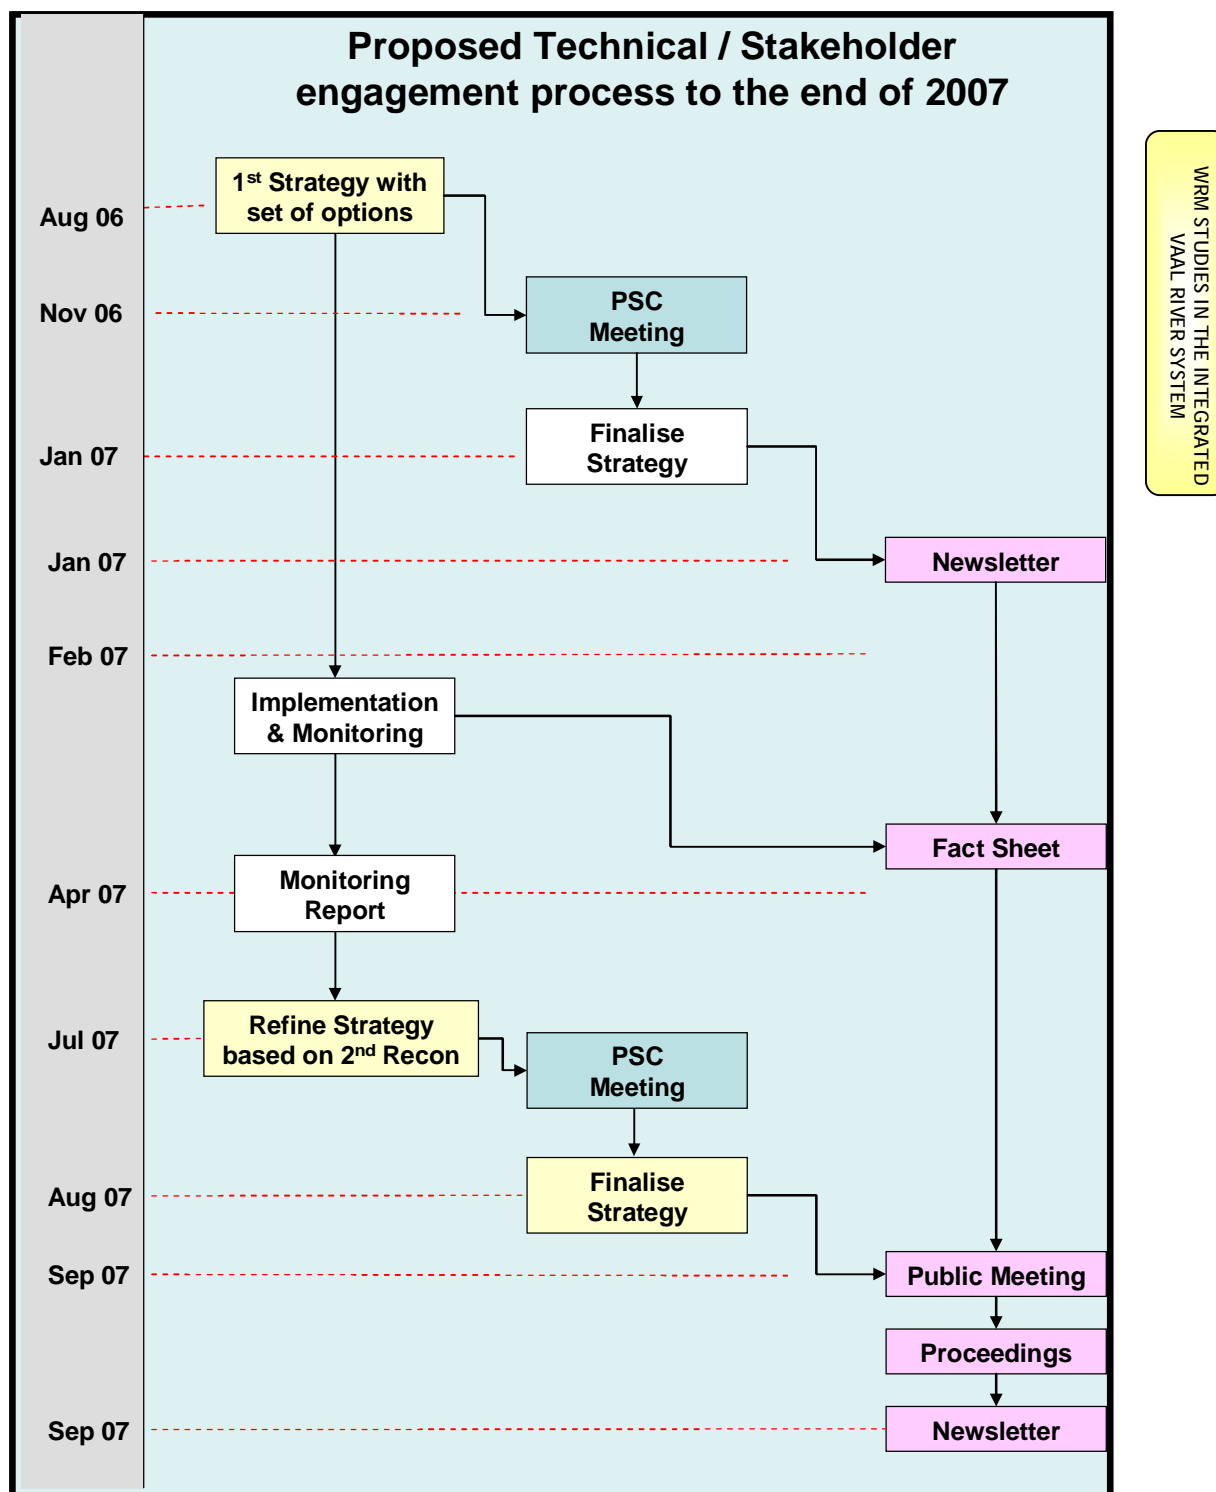 Proposed Technical / Stakeholder
engagement process to the end of 2007
WRM STUDIES IN THE INTEGRATED
VAAL RIVER SYSTEM
1st Strategy with
set of options
Aug 06
Nov 06
PSC
Meeting
Jan 07
Finalise
Strategy
Jan 07
Newsletter
Feb 07
Implementation
& Monitoring
Fact Sheet
Apr 07
Monitoring
Report
Jul 07
Refine Strategy
based on 2nd Recon
PSC
Meeting
Aug 07
Finalise
Strategy
Sep 07
Public Meeting
Proceedings
Sep 07
Newsletter